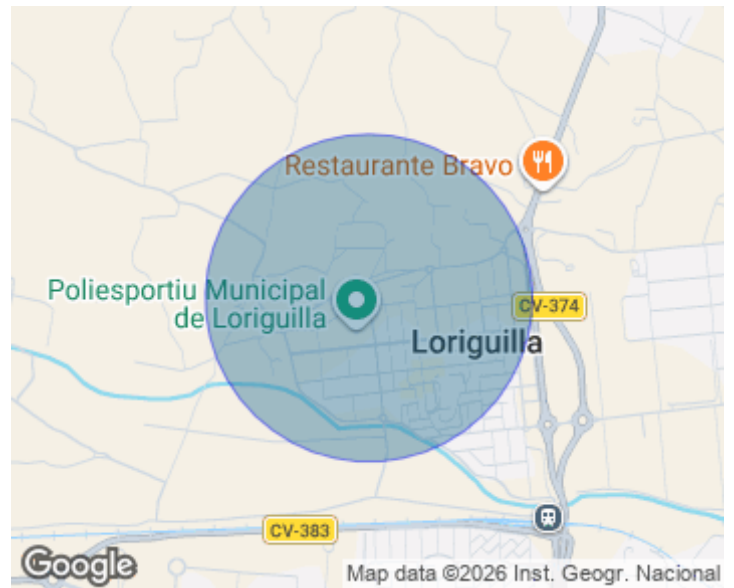 Restaurante Bravo
Poliesportiu Municipal
de Loriguilla
CV-374
Loriguilla
CV-383
Google
Map data ©2026 Inst. Geogr. Nacional